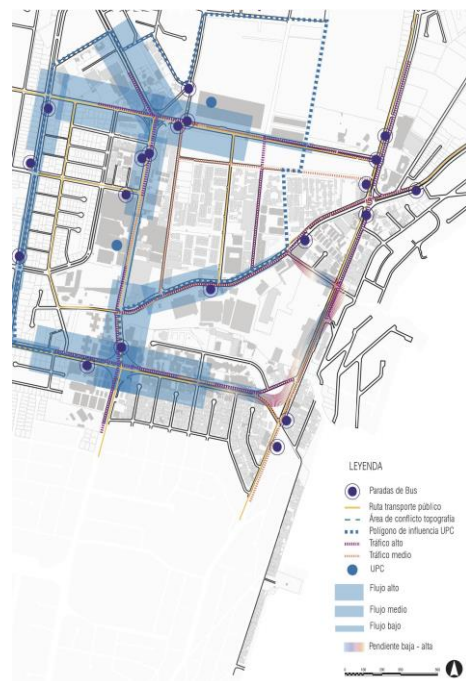 LEYENDA
Paradas de Bus
Ruta transporte público
Área de conflicto topografía
Polígono de influencia UPC
Tráfico alto
Tráfico medio
UPC
Flujo alto
Flujo medio
Flujo bajo
Pendiente baja - alta